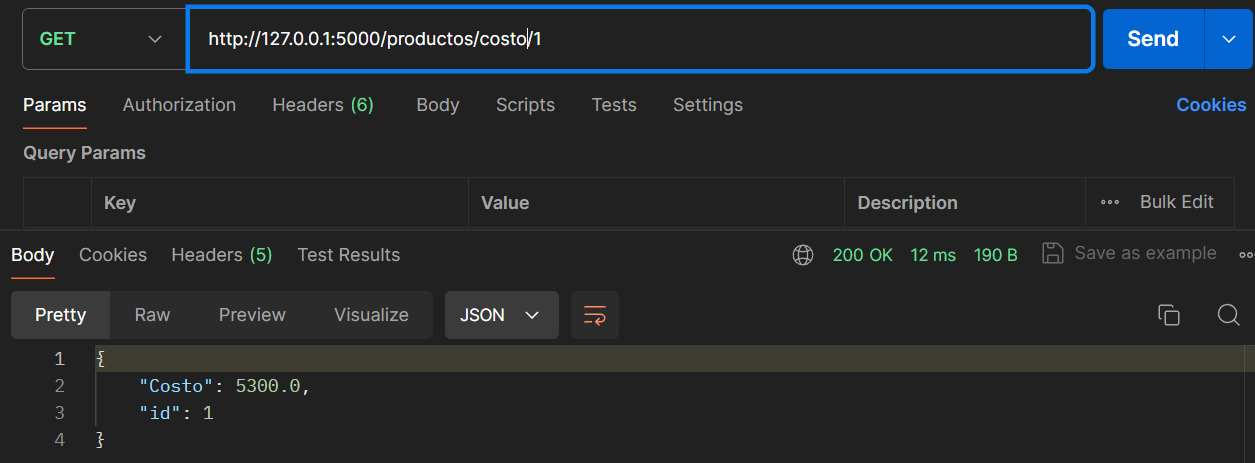 GET http://127.0.0.1:5000/productos/costo/1 Send
Params Authorization Headers (6) Body Scripts Tests Settings Cookies
Query Params
Key Value Description Bulk Edit
Body Cookies Headers (5) Test Results 200 OK 12 ms 190 B Save as example
Pretty Raw Preview Visualize JSON
1 {
2 "Costo": 5300.0,
3 "id": 1
4 }